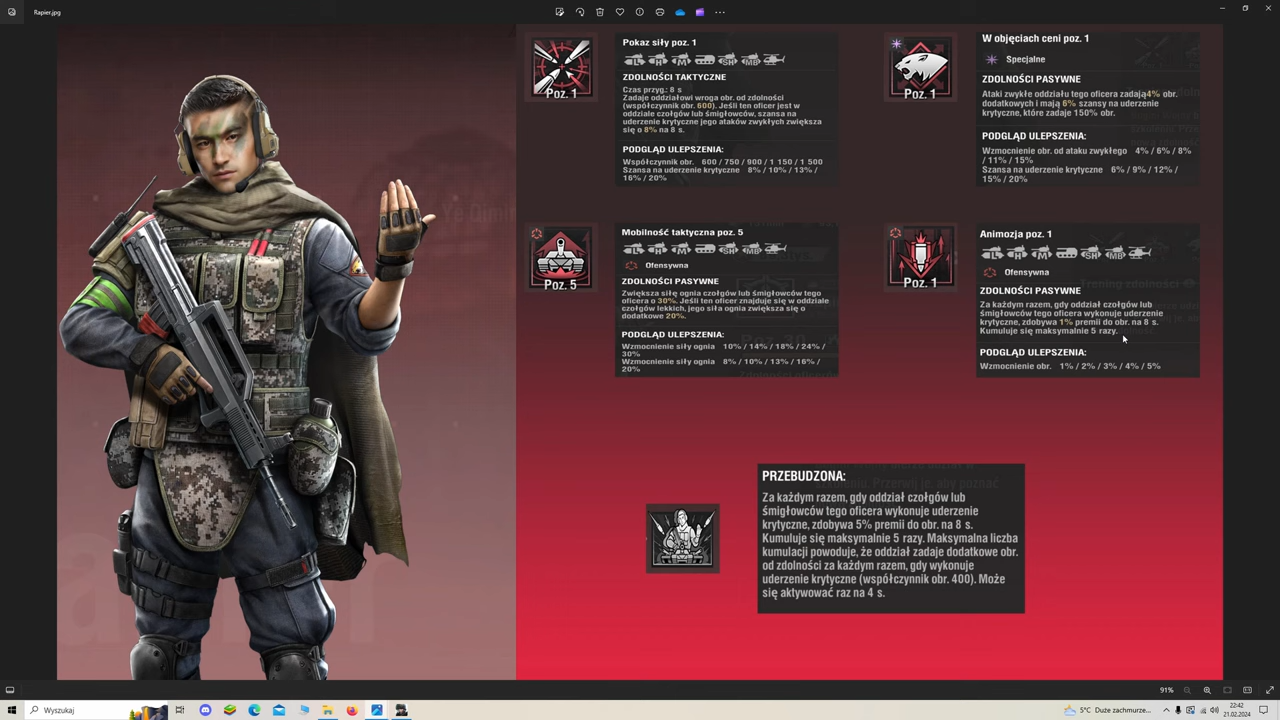 Rapier.jpg
Poz. 1
Pokaz siły poz. 1
L H M SH MB
ZDOLNOŚCI TAKTYCZNE
Czas przyg.: 8 s
Zadaje oddziałowi wroga obr. od zdolności
(współczynnik obr. 600). Jeśli ten oficer jest w
oddziale czołgów lub śmigłowców, szansa na
uderzenie krytyczne jego ataków zwykłych zwiększa
się o 8% na 8 s.
PODGLĄD ULEPSZENIA:
Współczynnik obr. 600 / 750 / 900 / 1 150 / 1 500
Szansa na uderzenie krytyczne 8% / 10% / 13% /
16% / 20%
Poz. 1
W objęciach ceni poz. 1
Specjalne
ZDOLNOŚCI PASYWNE
Ataki zwykłe oddziału tego oficera zadają4% obr.
dodatkowych i mają 6% szansy na uderzenie
krytyczne, które zadaje 150% obr.
PODGLĄD ULEPSZENIA:
Wzmocnienie obr. od ataku zwykłego 4% / 6% / 8%
/ 11% / 15%
Szansa na uderzenie krytyczne 6% / 9% / 12% /
15% / 20%
Poz. 5
Mobilność taktyczna poz. 5
L H M SH MB
Ofensywna
ZDOLNOŚCI PASYWNE
Zwiększa siłę ognia czołgów lub śmigłowców tego
oficera o 30%. Jeśli ten oficer znajduje się w oddziale
czołgów lekkich, jego siła ognia zwiększa się o
dodatkowe 20%.
PODGLĄD ULEPSZENIA:
Wzmocnienie siły ognia 10% / 14% / 18% / 24% /
30%
Wzmocnienie siły ognia 8% / 10% / 13% / 16% /
20%
Poz. 1
Animozja poz. 1
L H M SH MB
Ofensywna
ZDOLNOŚCI PASYWNE
Za każdym razem, gdy oddział czołgów lub
śmigłowców tego oficera wykonuje uderzenie
krytyczne, zdobywa 1% premii do obr. na 8 s.
Kumuluje się maksymalnie 5 razy.
PODGLĄD ULEPSZENIA:
Wzmocnienie obr. 1% / 2% / 3% / 4% / 5%
PRZEBUDZONA:
Za każdym razem, gdy oddział czołgów lub
śmigłowców tego oficera wykonuje uderzenie
krytyczne, zdobywa 5% premii do obr. na 8 s.
Kumuluje się maksymalnie 5 razy. Maksymalna liczba
kumulacji powoduje, że oddział zadaje dodatkowe obr.
od zdolności za każdym razem, gdy wykonuje
uderzenie krytyczne (współczynnik obr. 400). Może
się aktywować raz na 4 s.
91%
Wyszukaj
5°C Duże zachmurze...
22:42
21.02.2024